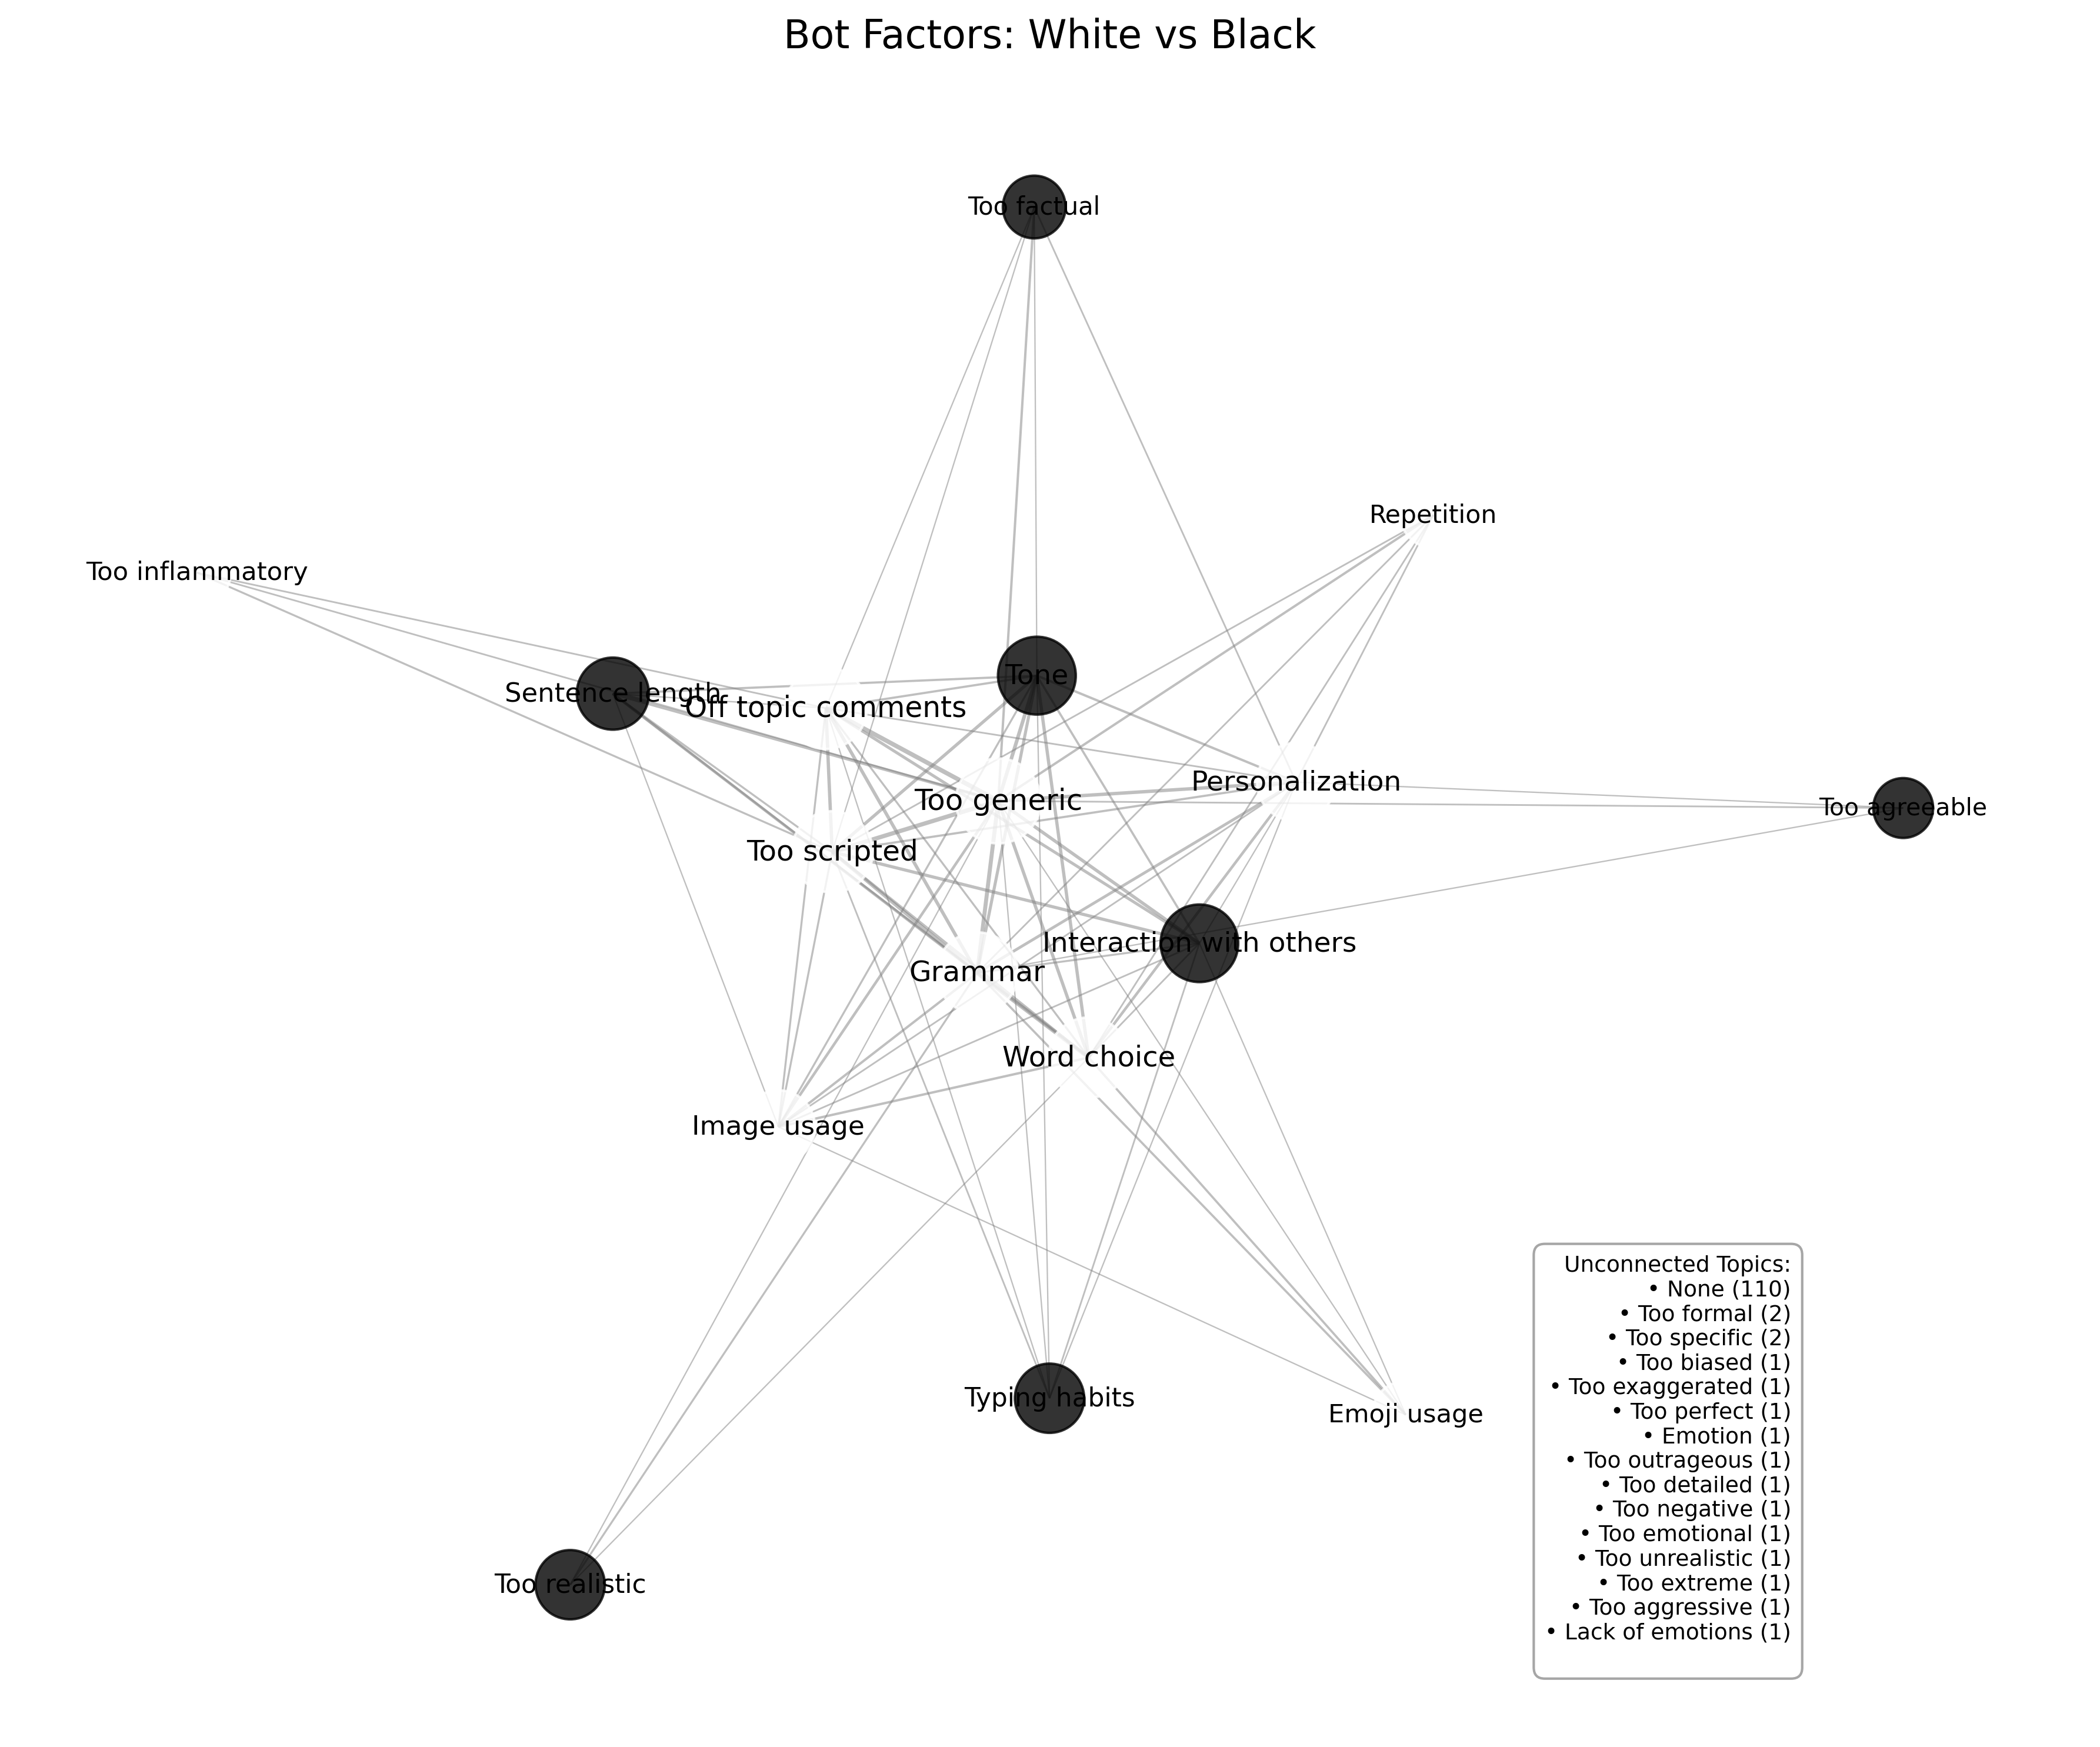 Bot Factors: White vs Black
Too factual
Repetition
Too inflammatory
Tone
Sentence length
Off topic comments
Personalization
Too generic
Too agreeable
Too scripted
Interaction with others
Grammar
Word choice
Image usage
Typing habits
Emoji usage
Too realistic
Unconnected Topics:
• None (110)
• Too formal (2)
• Too specific (2)
• Too biased (1)
• Too exaggerated (1)
• Too perfect (1)
• Emotion (1)
• Too outrageous (1)
• Too detailed (1)
• Too negative (1)
• Too emotional (1)
• Too unrealistic (1)
• Too extreme (1)
• Too aggressive (1)
• Lack of emotions (1)